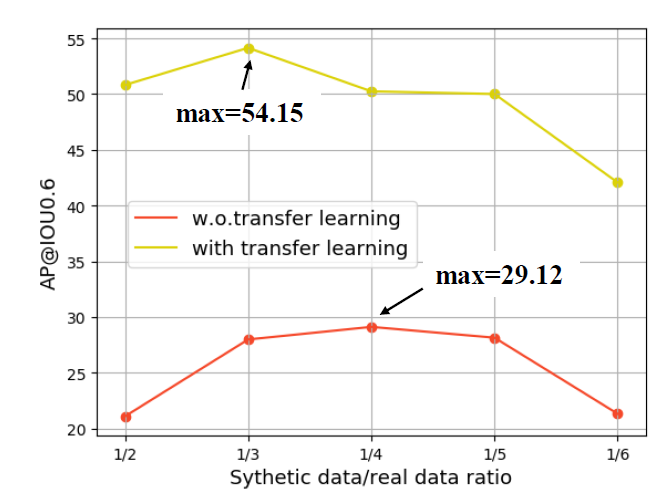 55
50
45
40
35
30
25
20
AP@IOU0.6
max=54.15
w.o.transfer learning
with transfer learning
max=29.12
1/2 1/3 1/4 1/5 1/6
Sythetic data/real data ratio